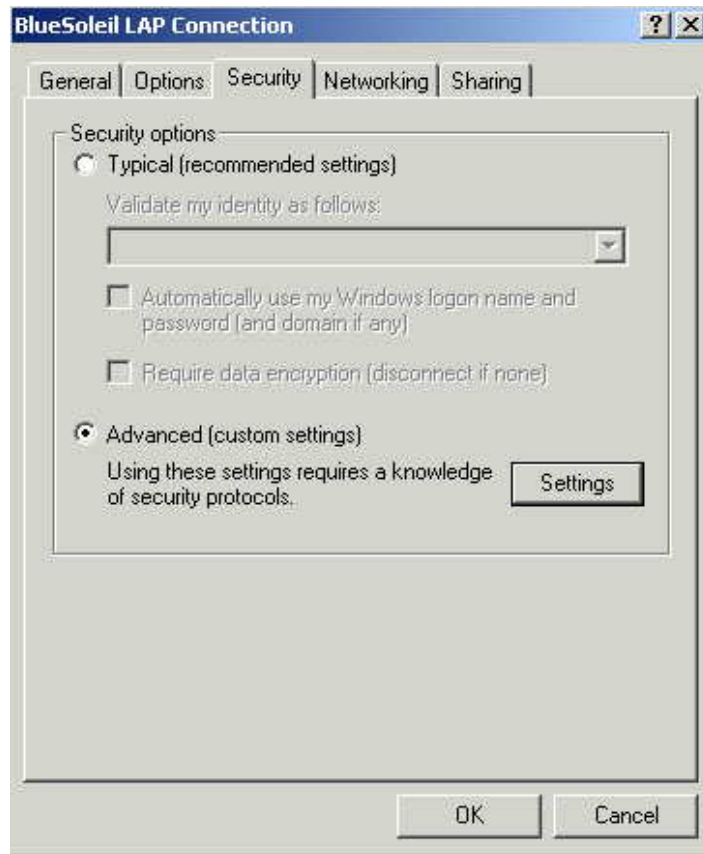 BlueSoleil LAP Connection
General Options Security Networking Sharing
Security options
Typical (recommended settings)
Validate my identity as follows:
Automatically use my Windows logon name and
password (and domain if any)
Require data encryption (disconnect if none)
Advanced (custom settings)
Using these settings requires a knowledge
of security protocols.
Settings
OK Cancel